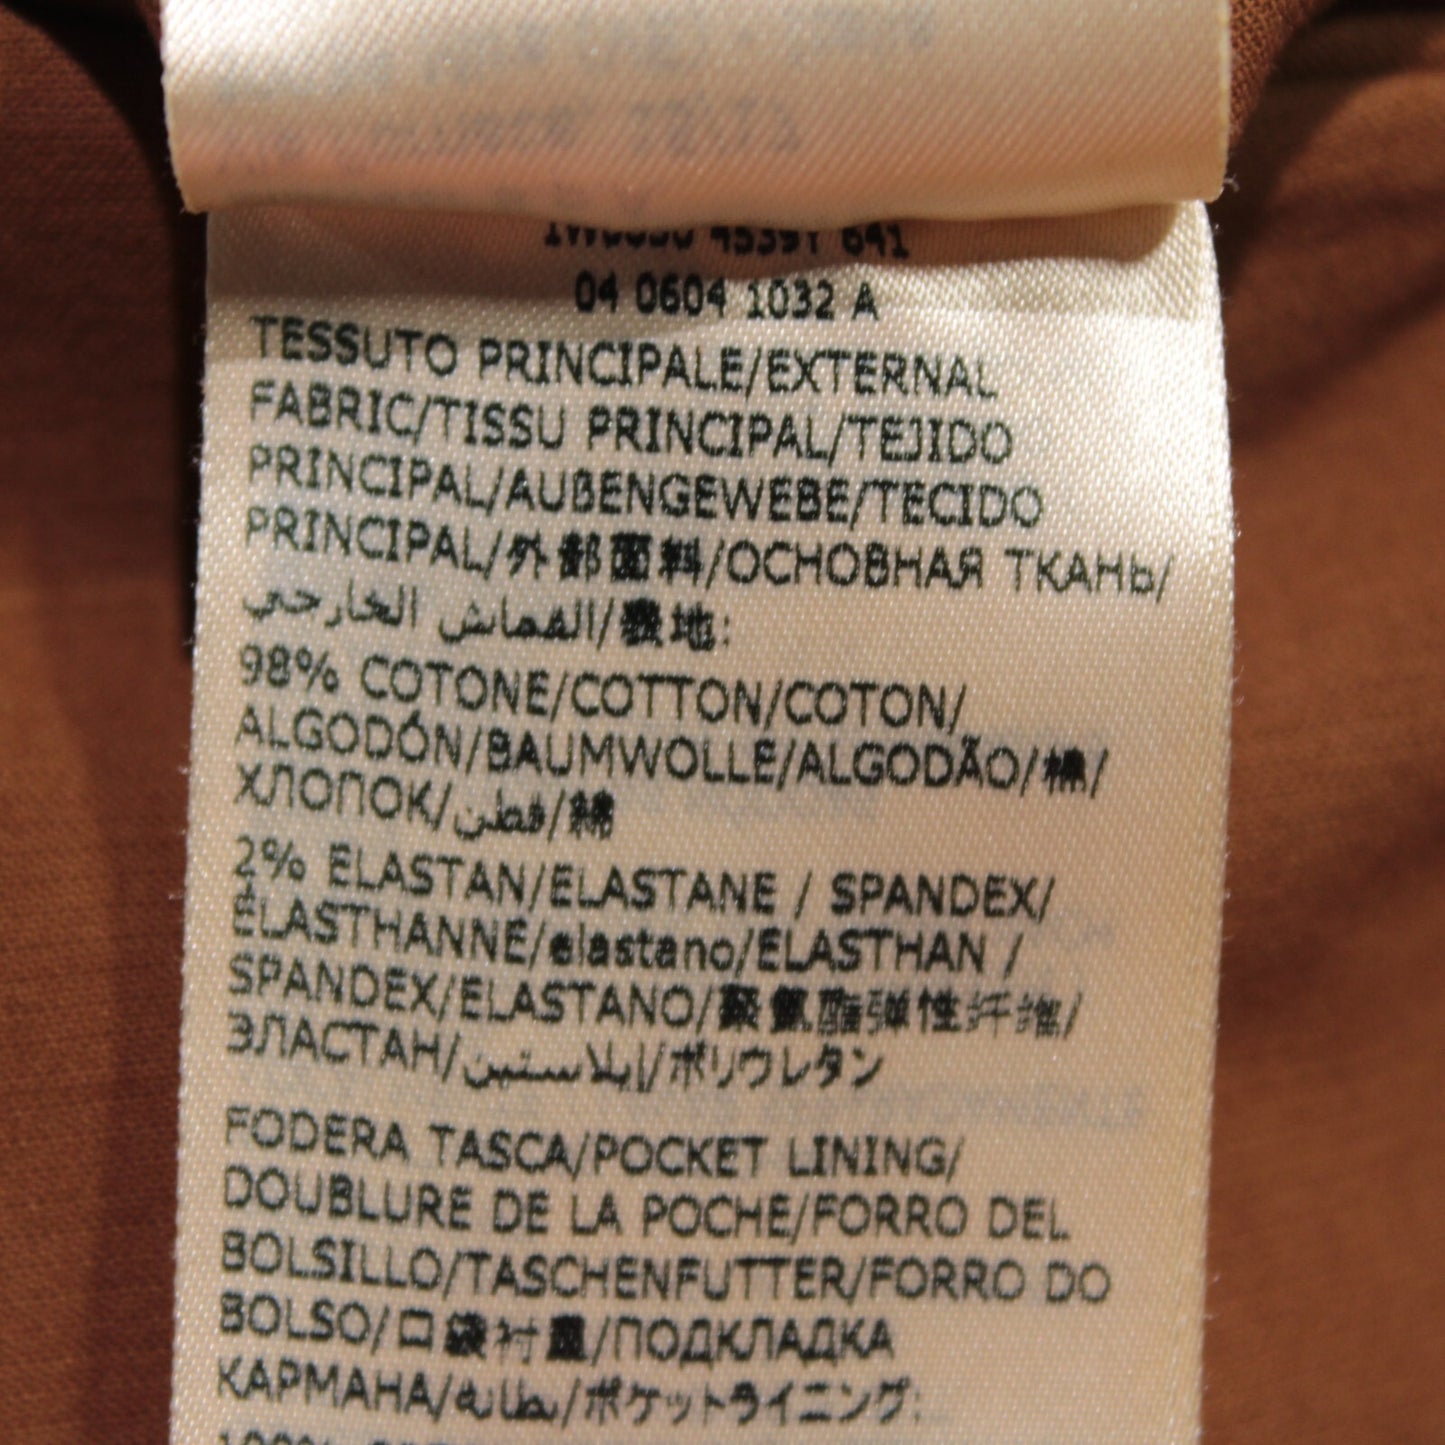 04 0604 1032 A
TESSUTO PRINCIPALE/EXTERNAL
FABRIC/TISSU PRINCIPAL/TEJIDO
PRINCIPAL/AUßENGEWEBE/TECIDO
PRINCIPAL/外部面料/ОСНОВНАЯ ТКАНЬ/
القماش الخارجي/表地:
98% COTONE/COTTON/COTON/
ALGODÓN/BAUMWOLLE/ALGODÃO/棉/
ХЛОПОК/قطن/綿
2% ELASTAN/ELASTANE / SPANDEX/
ÉLASTHANNE/elastano/ELASTHAN /
SPANDEX/ELASTANO/聚氨酯弹性纤维/
ЭЛАСТАН/إيلاستين/ポリウレタン
FODERA TASCA/POCKET LINING/
DOUBLURE DE LA POCHE/FORRO DEL
BOLSILLO/TASCHENFUTTER/FORRO DO
BOLSO/口袋衬里/ПОДКЛАДКА
КАРМАНА/بطانة/ポケットライニング:
100%